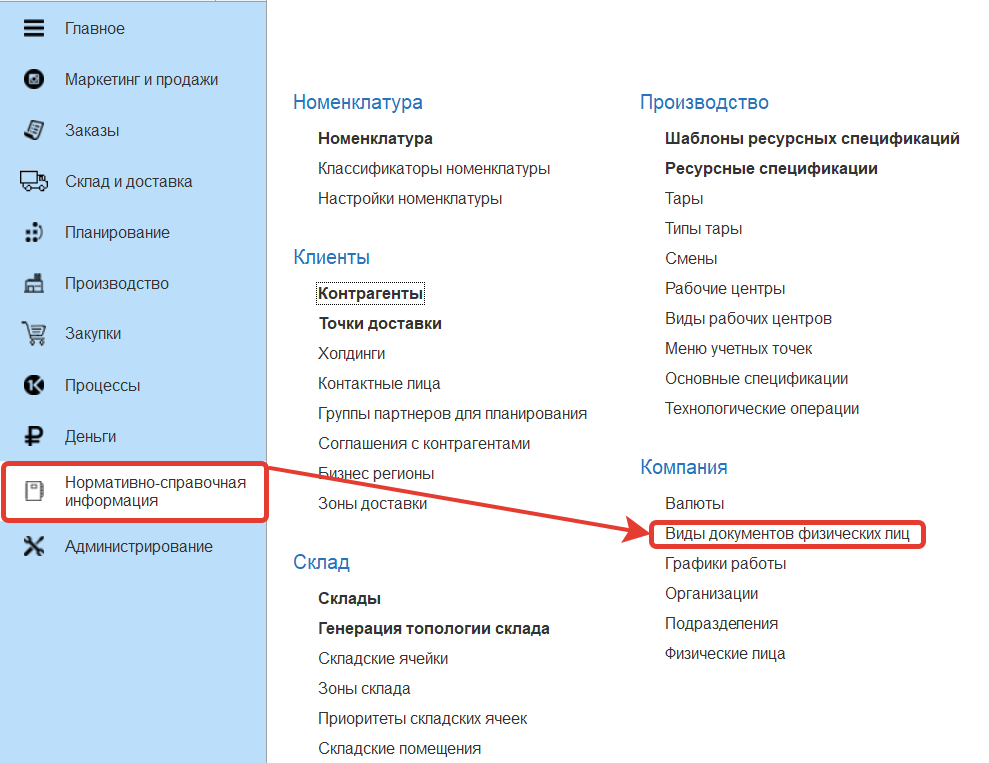 Главное
Маркетинг и продажи
Заказы
Склад и доставка
Планирование
Производство
Закупки
Процессы
Деньги
Нормативно-справочная
информация
Администрирование
Номенклатура
Номенклатура
Классификаторы номенклатуры
Настройки номенклатуры
Клиенты
Контрагенты
Точки доставки
Холдинги
Контактные лица
Группы партнеров для планирования
Соглашения с контрагентами
Бизнес регионы
Зоны доставки
Склад
Склады
Генерация топологии склада
Складские ячейки
Зоны склада
Приоритеты складских ячеек
Складские помещения
Производство
Шаблоны ресурсных спецификаций
Ресурсные спецификации
Тары
Типы тары
Смены
Рабочие центры
Виды рабочих центров
Меню учетных точек
Основные спецификации
Технологические операции
Компания
Валюты
Виды документов физических лиц
Графики работы
Организации
Подразделения
Физические лица